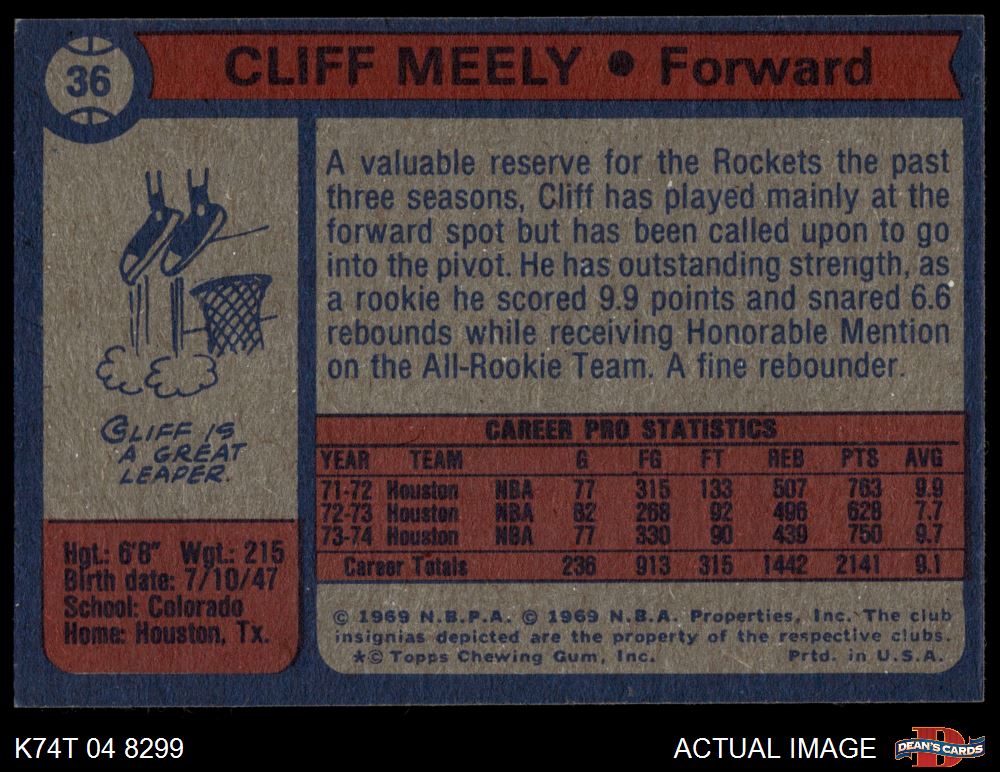 36
CLIFF MEELY • Forward
A valuable reserve for the Rockets the past
three seasons, Cliff has played mainly at the
forward spot but has been called upon to go
into the pivot. He has outstanding strength, as
a rookie he scored 9.9 points and snared 6.6
rebounds while receiving Honorable Mention
on the All-Rookie Team. A fine rebounder.
CLIFF IS
A GREAT
LEAPER.
Hgt.: 6'8" Wgt.: 215
Birth date: 7/10/47
School: Colorado
Home: Houston, Tx.
CAREER PRO STATISTICS
YEAR TEAM G FG FT REB PTS AVG
71-72 Houston NBA 77 315 133 507 763 9.9
72-73 Houston NBA 82 268 92 496 628 7.7
73-74 Houston NBA 77 330 90 439 750 9.7
Career Totals 236 913 315 1442 2141 9.1
© 1969 N.B.P.A. © 1969 N.B.A. Properties, Inc. The club
insignias depicted are the property of the respective clubs.
*© Topps Chewing Gum, Inc. Prtd. in U.S.A.
K74T 04 8299
ACTUAL IMAGE
D
DEAN'S CARDS